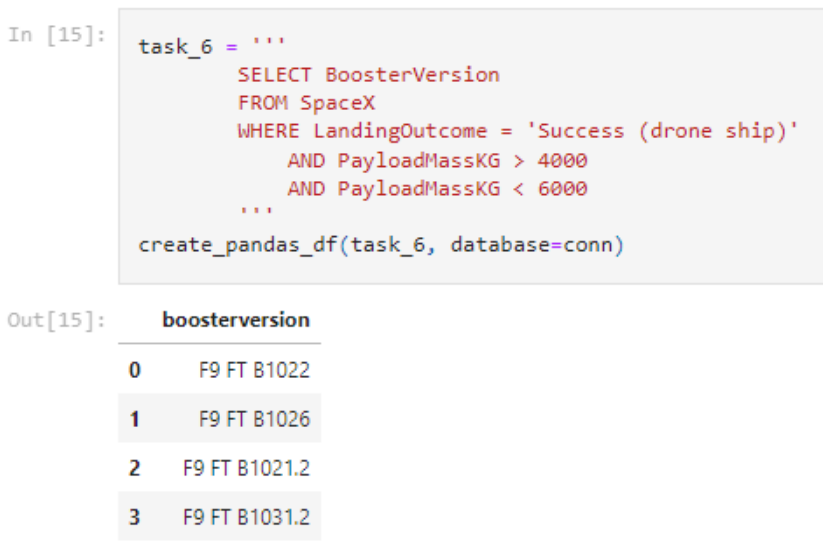 In [15]:
task_6 = '''
SELECT BoosterVersion
FROM SpaceX
WHERE LandingOutcome = 'Success (drone ship)'
AND PayloadMassKG > 4000
AND PayloadMassKG < 6000
'''
create_pandas_df(task_6, database=conn)
Out[15]:
boosterversion
0 F9 FT B1022
1 F9 FT B1026
2 F9 FT B1021.2
3 F9 FT B1031.2